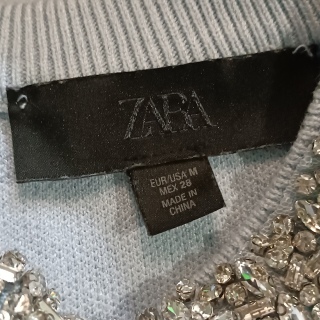 ZARA
EUR/USA M
MEX 28
MADE IN
CHINA